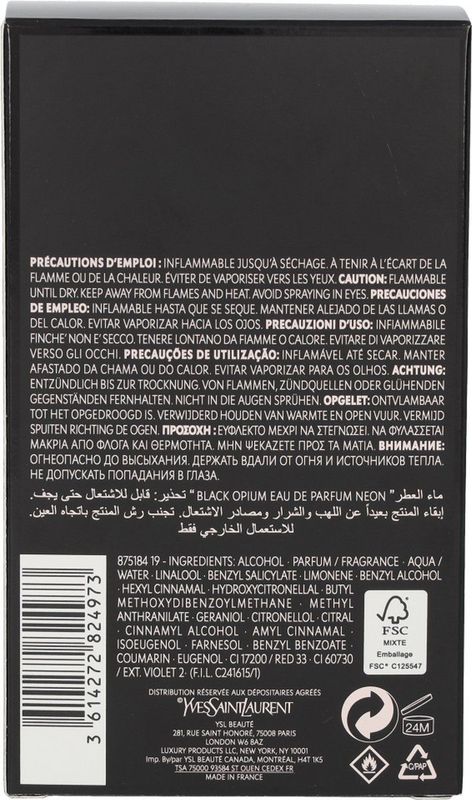 PRÉCAUTIONS D'EMPLOI : INFLAMMABLE JUSQU'À SÉCHAGE. À TENIR À L'ÉCART DE LA
FLAMME OU DE LA CHALEUR. ÉVITER DE VAPORISER VERS LES YEUX. CAUTION: FLAMMABLE
UNTIL DRY. KEEP AWAY FROM FLAMES AND HEAT. AVOID SPRAYING IN EYES. PRECAUCIONES
DE EMPLEO: INFLAMABLE HASTA QUE SE SEQUE. MANTENER ALEJADO DE LAS LLAMAS O
DEL CALOR. EVITAR VAPORIZAR HACIA LOS OJOS. PRECAUZIONI D'USO: INFIAMMABILE
FINCHE' NON E' SECCO. TENERE LONTANO DA FIAMME O CALORE. EVITARE DI VAPORIZZARE
VERSO GLI OCCHI. PRECAUÇÕES DE UTILIZAÇÃO: INFLAMÁVEL ATÉ SECAR. MANTER
AFASTADO DA CHAMA OU DO CALOR. EVITAR VAPORIZAR PARA OS OLHOS. ACHTUNG:
ENTZÜNDLICH BIS ZUR TROCKNUNG. VON FLAMMEN, ZÜNDQUELLEN ODER GLÜHENDEN
GEGENSTÄNDEN FERNHALTEN. NICHT IN DIE AUGEN SPRÜHEN. OPGELET: ONTVLAMBAAR
TOT HET OPGEDROOGD IS. VERWIJDERD HOUDEN VAN WARMTE EN OPEN VUUR. VERMIJD
SPUITEN RICHTING DE OGEN. ΠΡΟΣΟΧΗ : ΕΥΦΛΕΚΤΟ ΜΕΧΡΙ ΝΑ ΣΤΕΓΝΩΣΕΙ. ΝΑ ΦΥΛΑΣΣΕΤΑΙ
ΜΑΚΡΙΑ ΑΠΟ ΦΛΟΓΑ ΚΑΙ ΘΕΡΜΟΤΗΤΑ. ΜΗΝ ΨΕΚΑΖΕΤΕ ΠΡΟΣ ΤΑ ΜΑΤΙΑ. ВНИМАНИЕ:
ОГНЕОПАСНО ДО ВЫСЫХАНИЯ. ДЕРЖАТЬ ВДАЛИ ОТ ОГНЯ И ИСТОЧНИКОВ ТЕПЛА.
НЕ ДОПУСКАТЬ ПОПАДАНИЯ В ГЛАЗА.
ماء العطر "BLACK OPIUM EAU DE PARFUM NEON" تحذير: قابل للاشتعال حتى يجف.
إبقاء المنتج بعيداً عن اللهب والشرار ومصادر الاشتعال. تجنب رش المنتج باتجاه العين.
للاستعمال الخارجي فقط
875184 19 - INGREDIENTS: ALCOHOL · PARFUM / FRAGRANCE · AQUA /
WATER · LINALOOL · BENZYL SALICYLATE · LIMONENE · BENZYL ALCOHOL
· HEXYL CINNAMAL · HYDROXYCITRONELLAL · BUTYL
METHOXYDIBENZOYLMETHANE · METHYL
ANTHRANILATE · GERANIOL · CITRONELLOL · CITRAL
· CINNAMYL ALCOHOL · AMYL CINNAMAL ·
ISOEUGENOL · FARNESOL · BENZYL BENZOATE ·
COUMARIN · EUGENOL · CI 17200 / RED 33 · CI 60730
/ EXT. VIOLET 2 · (F.I.L. C241615/1)
3 614272 824973
FSC
MIXTE
Emballage
FSC® C125547
DISTRIBUTION RÉSERVÉE AUX DÉPOSITAIRES AGRÉÉS
©YVESSAINTLAURENT
YSL BEAUTÉ
281, RUE SAINT HONORÉ, 75008 PARIS
LONDON W6 8AZ
LUXURY PRODUCTS LLC, NEW YORK, NY 10001
Imp. By/par YSL BEAUTÉ CANADA, MONTRÉAL, H4T 1K5
TSA 75000 93584 ST OUEN CEDEX FR
MADE IN FRANCE
24M
C/PAP